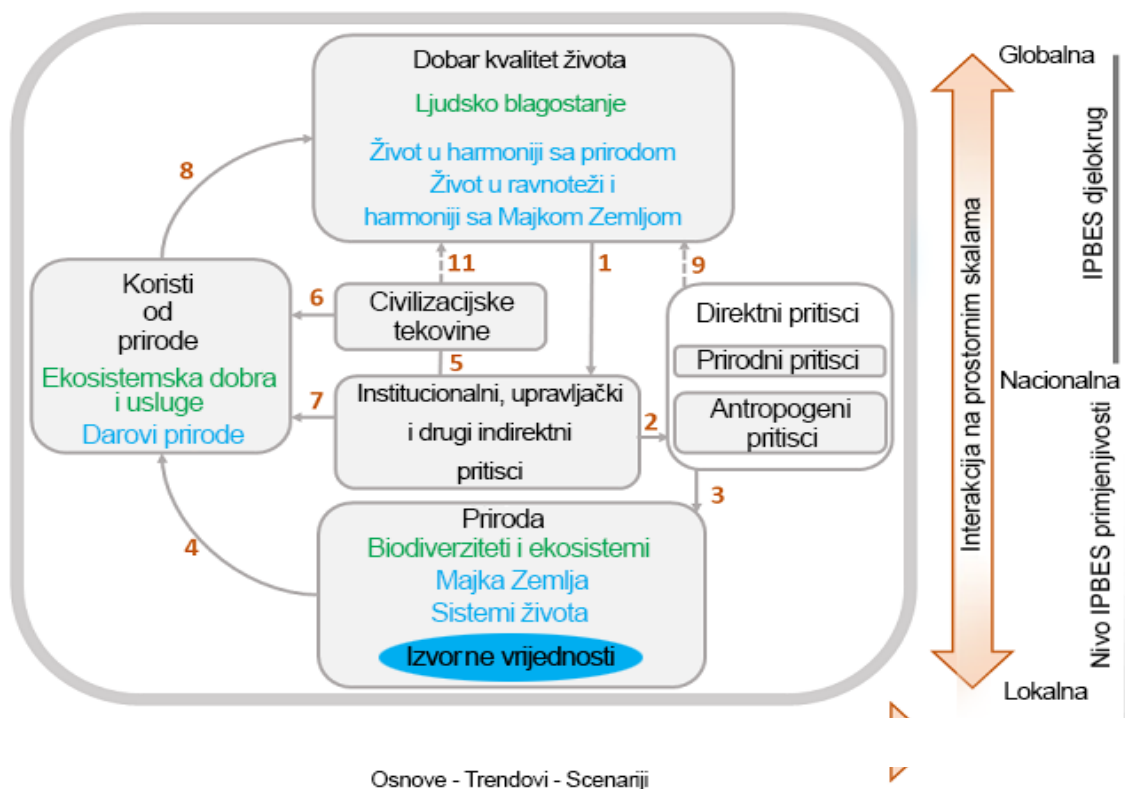 Dobar kvalitet života
Ljudsko blagostanje
Život u harmoniji sa prirodom
Život u ravnoteži i
harmoniji sa Majkom Zemljom
8
11
1
9
Koristi
od
prirode
Ekosistemska dobra
i usluge
Darovi prirode
6
Civilizacijske
tekovine
5
7
Institucionalni, upravljački
i drugi indirektni
pritisci
2
Direktni pritisci
Prirodni pritisci
Antropogeni
pritisci
3
4
Priroda
Biodiverziteti i ekosistemi
Majka Zemlja
Sistemi života
Izvorne vrijednosti
Globalna
Nacionalna
Lokalna
Interakcija na prostornim skalama
IPBES djelokrug
Nivo IPBES primjenjivosti
Osnove - Trendovi - Scenariji